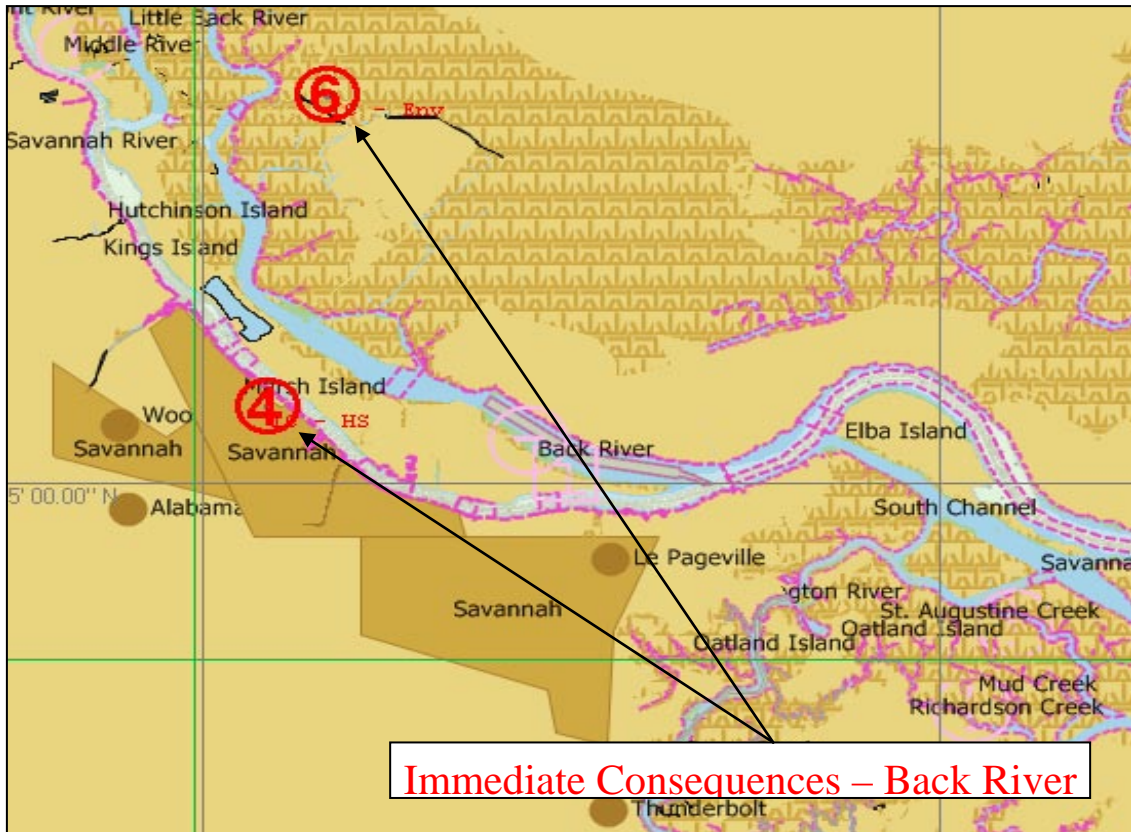 Little Back River
Middle River
6
- Env
Savannah River
Hutchinson Island
Kings Island
Marsh Island
4
- HS
Woo
Savannah
Savannah
Back River
Elba Island
5' 00.00" N
Alabama
South Channel
Le Pageville
Savanna
gton River
St. Augustine Creek
Savannah
Oatland Island
Oatland Island
Mud Creek
Richardson Creek
Immediate Consequences – Back River
Thunderbolt